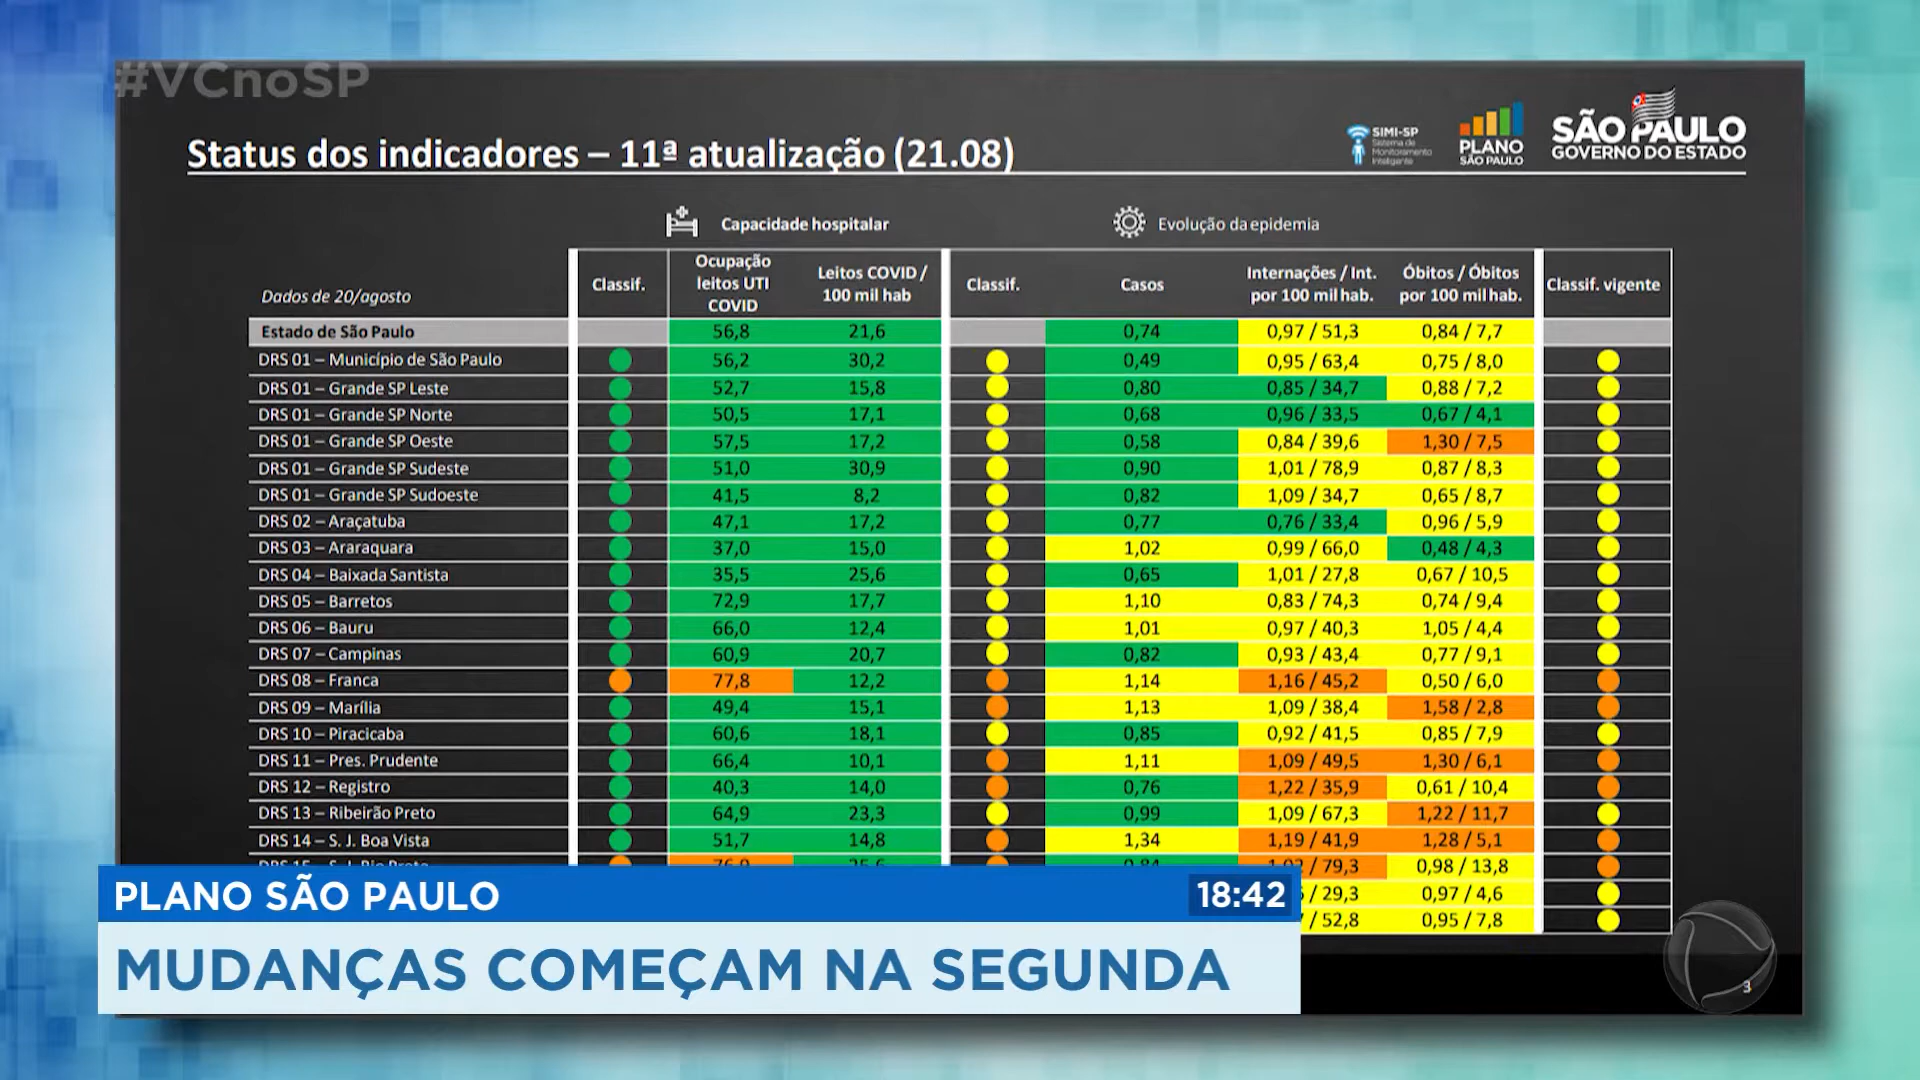 #VCnoSP
Status dos indicadores – 11ª atualização (21.08)
SIMI-SP
Sistema de
Monitoramento
Inteligente
PLANO
SÃO PAULO
SÃO PAULO
GOVERNO DO ESTADO
Capacidade hospitalar
Evolução da epidemia
Dados de 20/agosto
Classif.
Ocupação
leitos UTI
COVID
Leitos COVID /
100 mil hab
Classif.
Casos
Internações / Int.
por 100 mil hab.
Óbitos / Óbitos
por 100 mil hab.
Classif. vigente
Estado de São Paulo 56,8 21,6 0,74 0,97 / 51,3 0,84 / 7,7
DRS 01 – Município de São Paulo 56,2 30,2 0,49 0,95 / 63,4 0,75 / 8,0
DRS 01 – Grande SP Leste 52,7 15,8 0,80 0,85 / 34,7 0,88 / 7,2
DRS 01 – Grande SP Norte 50,5 17,1 0,68 0,96 / 33,5 0,67 / 4,1
DRS 01 – Grande SP Oeste 57,5 17,2 0,58 0,84 / 39,6 1,30 / 7,5
DRS 01 – Grande SP Sudeste 51,0 30,9 0,90 1,01 / 78,9 0,87 / 8,3
DRS 01 – Grande SP Sudoeste 41,5 8,2 0,82 1,09 / 34,7 0,65 / 8,7
DRS 02 – Araçatuba 47,1 17,2 0,77 0,76 / 33,4 0,96 / 5,9
DRS 03 – Araraquara 37,0 15,0 1,02 0,99 / 66,0 0,48 / 4,3
DRS 04 – Baixada Santista 35,5 25,6 0,65 1,01 / 27,8 0,67 / 10,5
DRS 05 – Barretos 72,9 17,7 1,10 0,83 / 74,3 0,74 / 9,4
DRS 06 – Bauru 66,0 12,4 1,01 0,97 / 40,3 1,05 / 4,4
DRS 07 – Campinas 60,9 20,7 0,82 0,93 / 43,4 0,77 / 9,1
DRS 08 – Franca 77,8 12,2 1,14 1,16 / 45,2 0,50 / 6,0
DRS 09 – Marília 49,4 15,1 1,13 1,09 / 38,4 1,58 / 2,8
DRS 10 – Piracicaba 60,6 18,1 0,85 0,92 / 41,5 0,85 / 7,9
DRS 11 – Pres. Prudente 66,4 10,1 1,11 1,09 / 49,5 1,30 / 6,1
DRS 12 – Registro 40,3 14,0 0,76 1,22 / 35,9 0,61 / 10,4
DRS 13 – Ribeirão Preto 64,9 23,3 0,99 1,09 / 67,3 1,22 / 11,7
DRS 14 – S. J. Boa Vista 51,7 14,8 1,34 1,19 / 41,9 1,28 / 5,1
/ 79,3 0,98 / 13,8
/ 29,3 0,97 / 4,6
/ 52,8 0,95 / 7,8
PLANO SÃO PAULO
18:42
MUDANÇAS COMEÇAM NA SEGUNDA
3